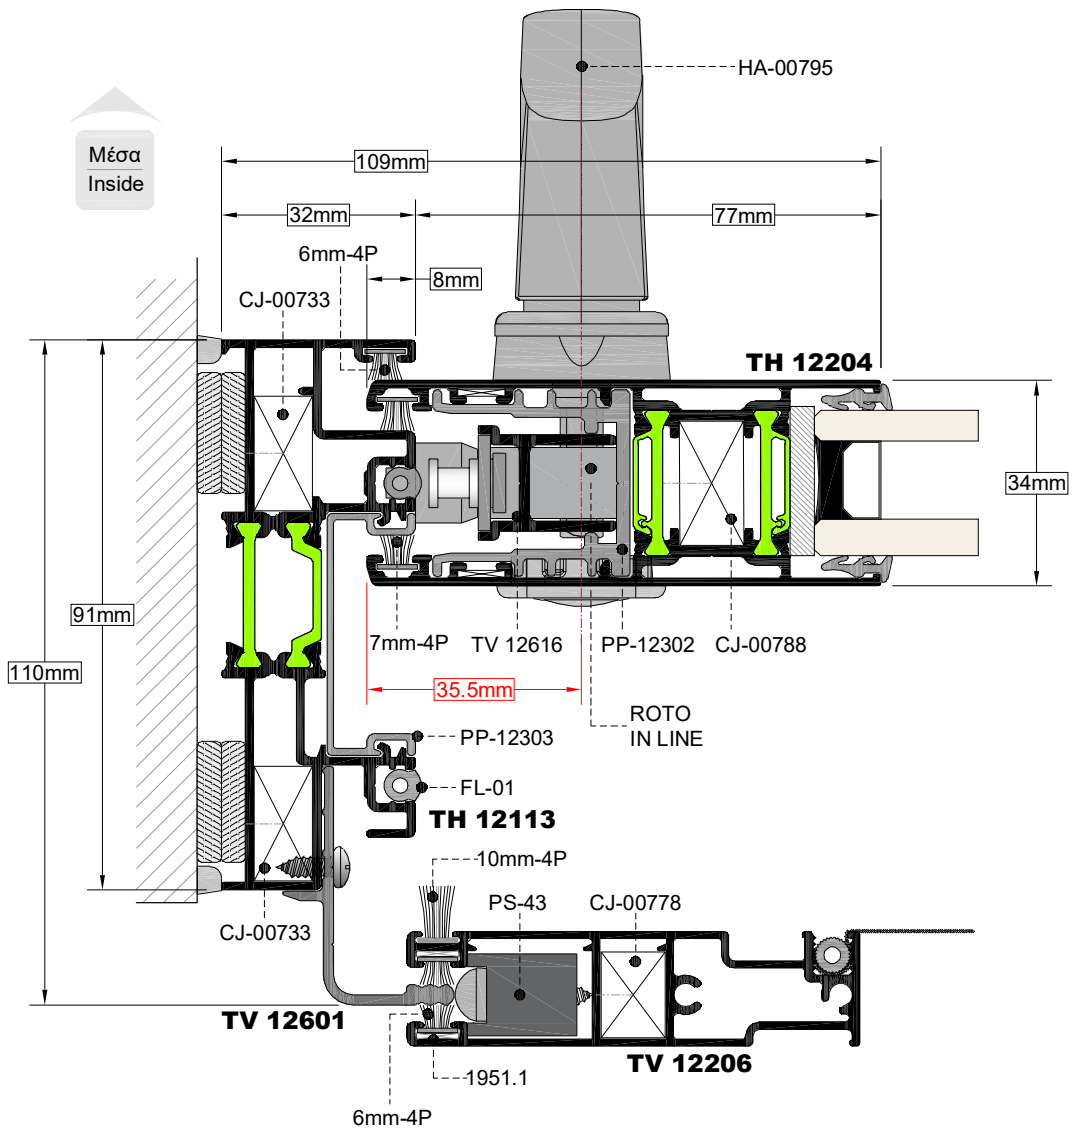 HA-00795
Μέσα
Inside
109mm
32mm
77mm
6mm-4P
8mm
CJ-00733
TH 12204
34mm
91mm
110mm
7mm-4P
TV 12616
PP-12302
CJ-00788
35.5mm
ROTO
IN LINE
PP-12303
FL-01
TH 12113
10mm-4P
PS-43
CJ-00778
CJ-00733
TV 12601
TV 12206
1951.1
6mm-4P